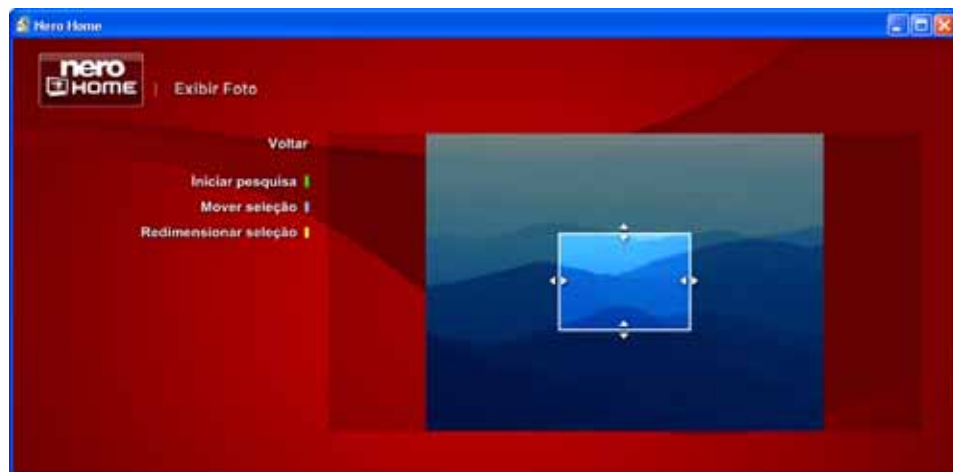 Nero Home
nero
HOME
Exibir Foto
Voltar
Iniciar pesquisa
Mover seleção
Redimensionar seleção